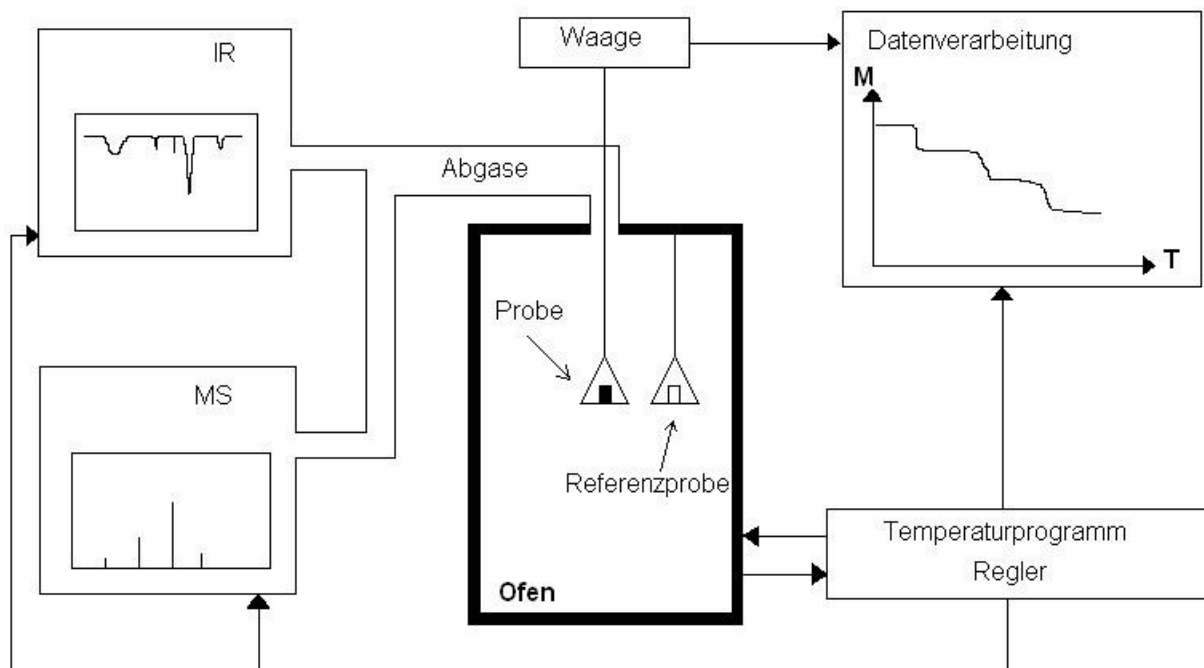 IR
Waage
Datenverarbeitung
M
T
Abgase
Probe
Referenzprobe
MS
Ofen
Temperaturprogramm
Regler